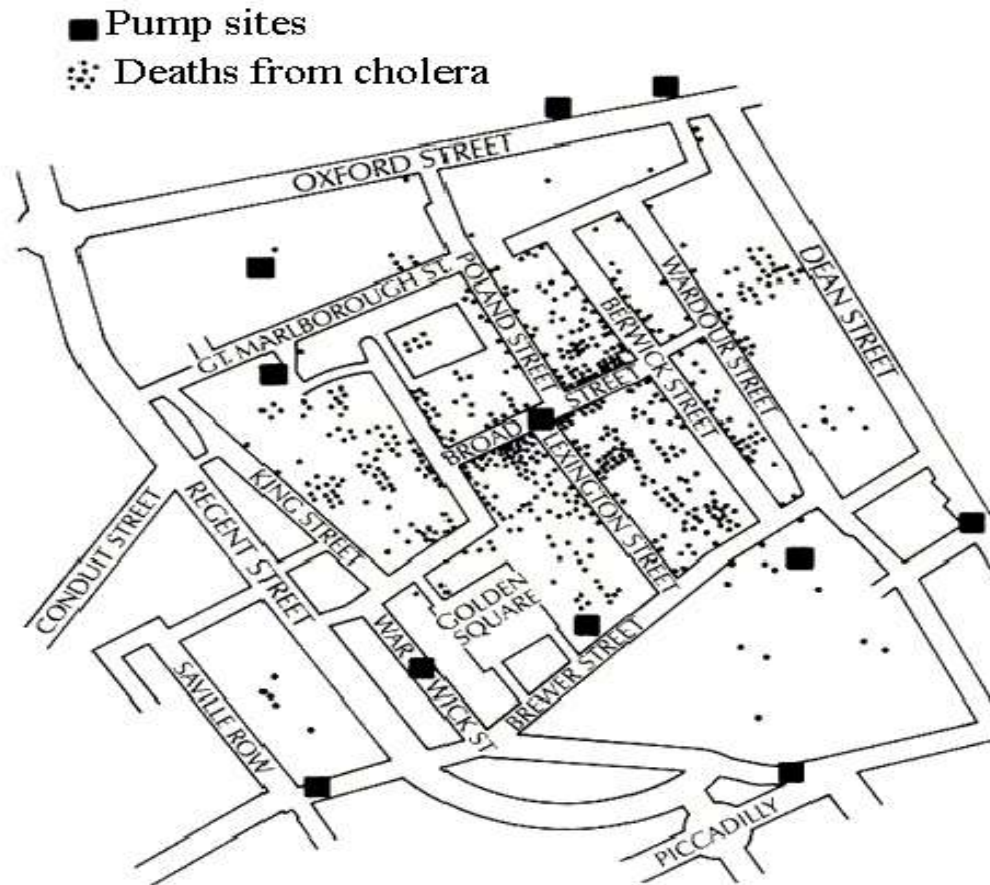 Pump sites
Deaths from cholera
OXFORD STREET
GT. MARLBOROUGH ST.
POLAND STREET
BERWICK STREET
WARDOUR STREET
DEAN STREET
BROAD STREET
LEXINGTON STREET
KING STREET
REGENT STREET
CONDUIT STREET
GOLDEN
SQUARE
WARWICK ST
BREWER STREET
SAVILLE ROW
PICCADILLY